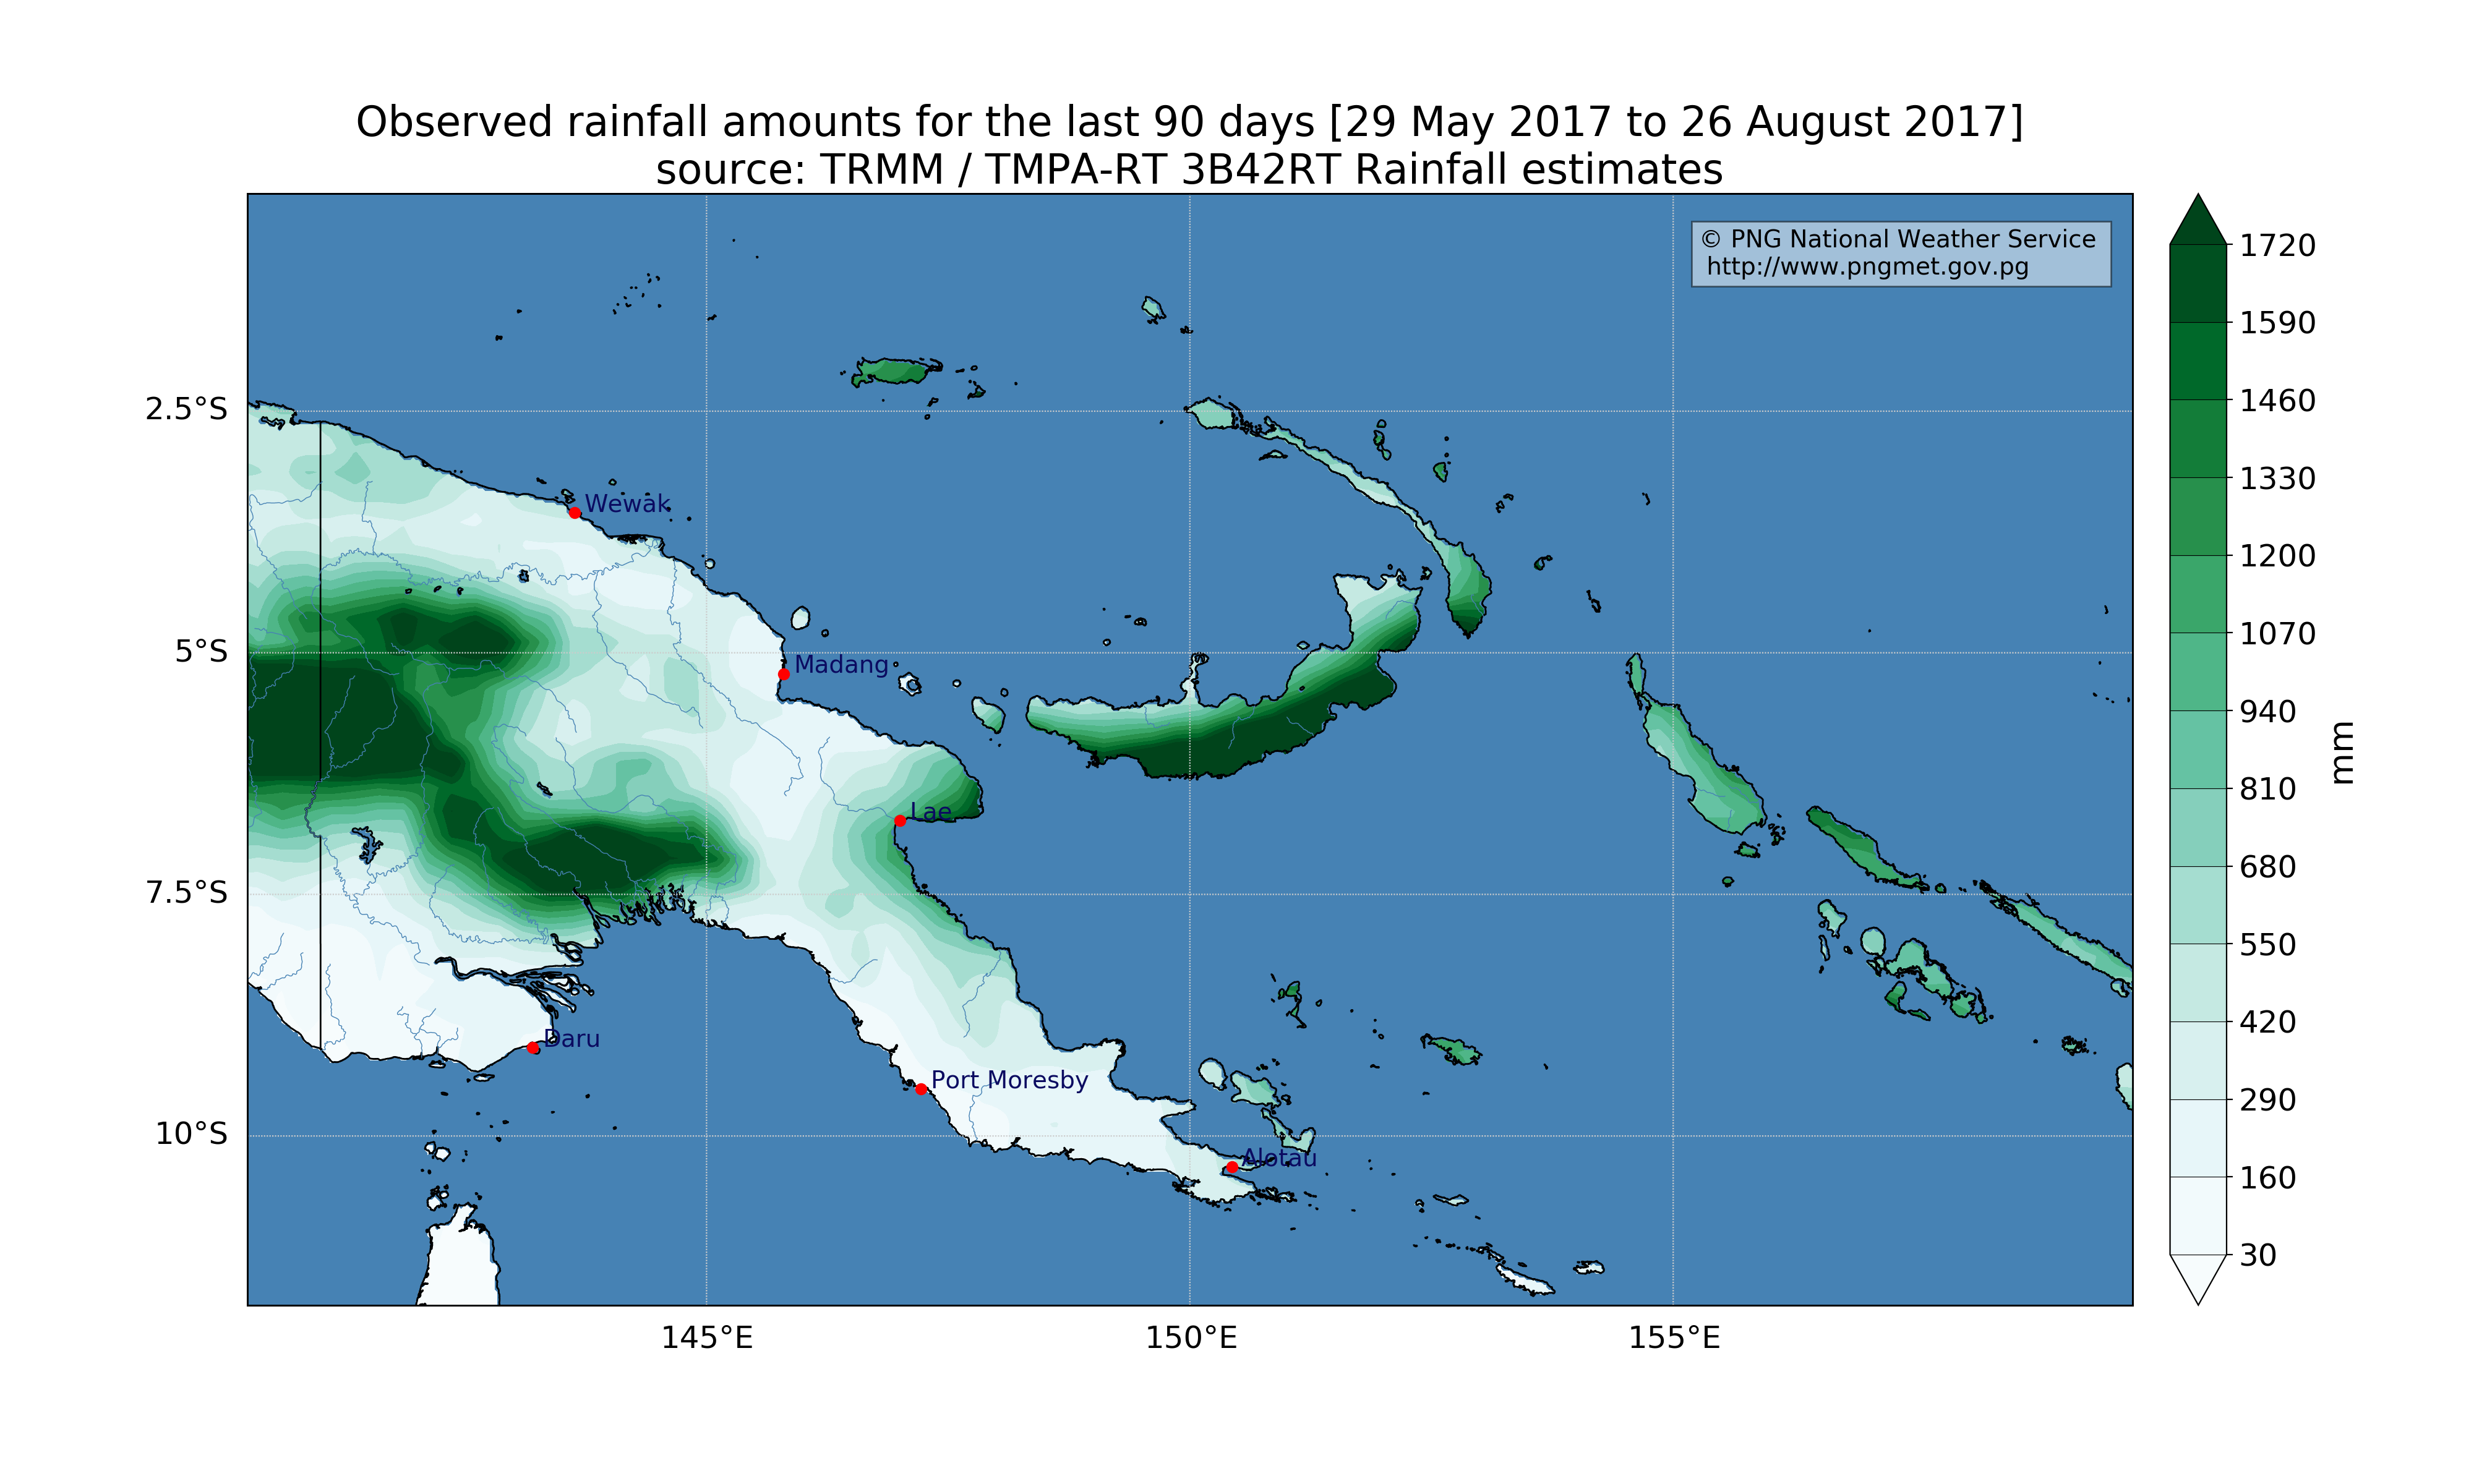 Observed rainfall amounts for the last 90 days [29 May 2017 to 26 August 2017]
source: TRMM / TMPA-RT 3B42RT Rainfall estimates
© PNG National Weather Service
http://www.pngmet.gov.pg
2.5°S
5°S
7.5°S
10°S
Wewak
Madang
Lae
Daru
Port Moresby
Alotau
145°E
150°E
155°E
1720
1590
1460
1330
1200
1070
940
810
680
550
420
290
160
30
mm